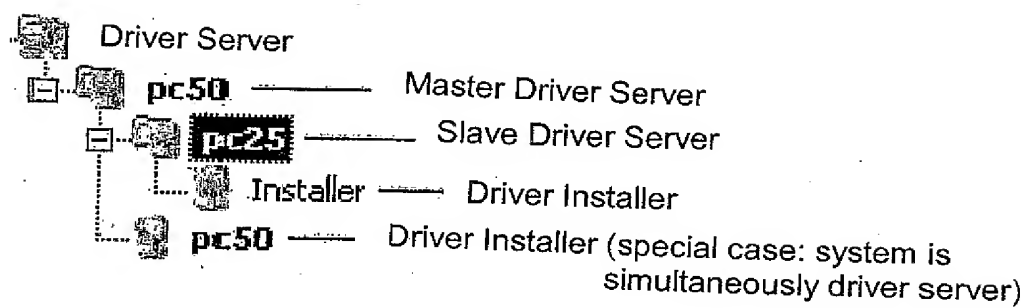 Driver Server
pc50 Master Driver Server
pc25 Slave Driver Server
Installer Driver Installer
pc50 Driver Installer (special case: system is
simultaneously driver server)